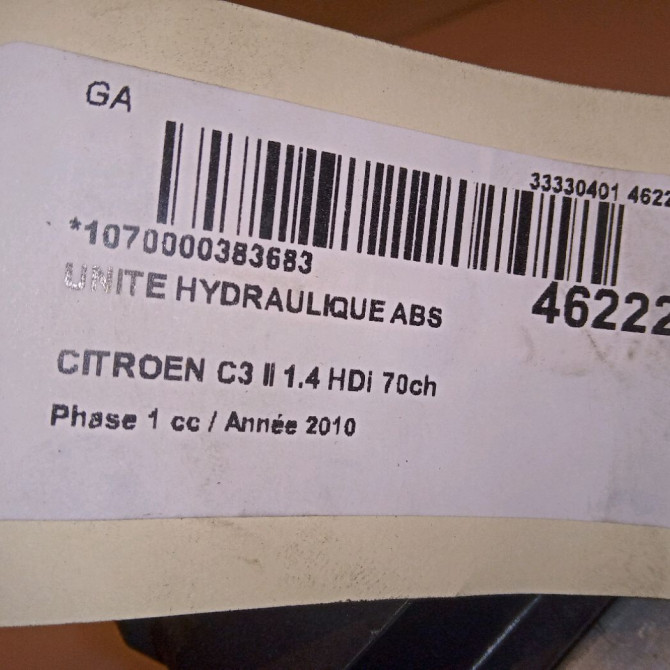 GA
33330401 4622
*1070000383683
UNITE HYDRAULIQUE ABS
46222
CITROEN C3 II 1.4 HDi 70ch
Phase 1 cc / Année 2010